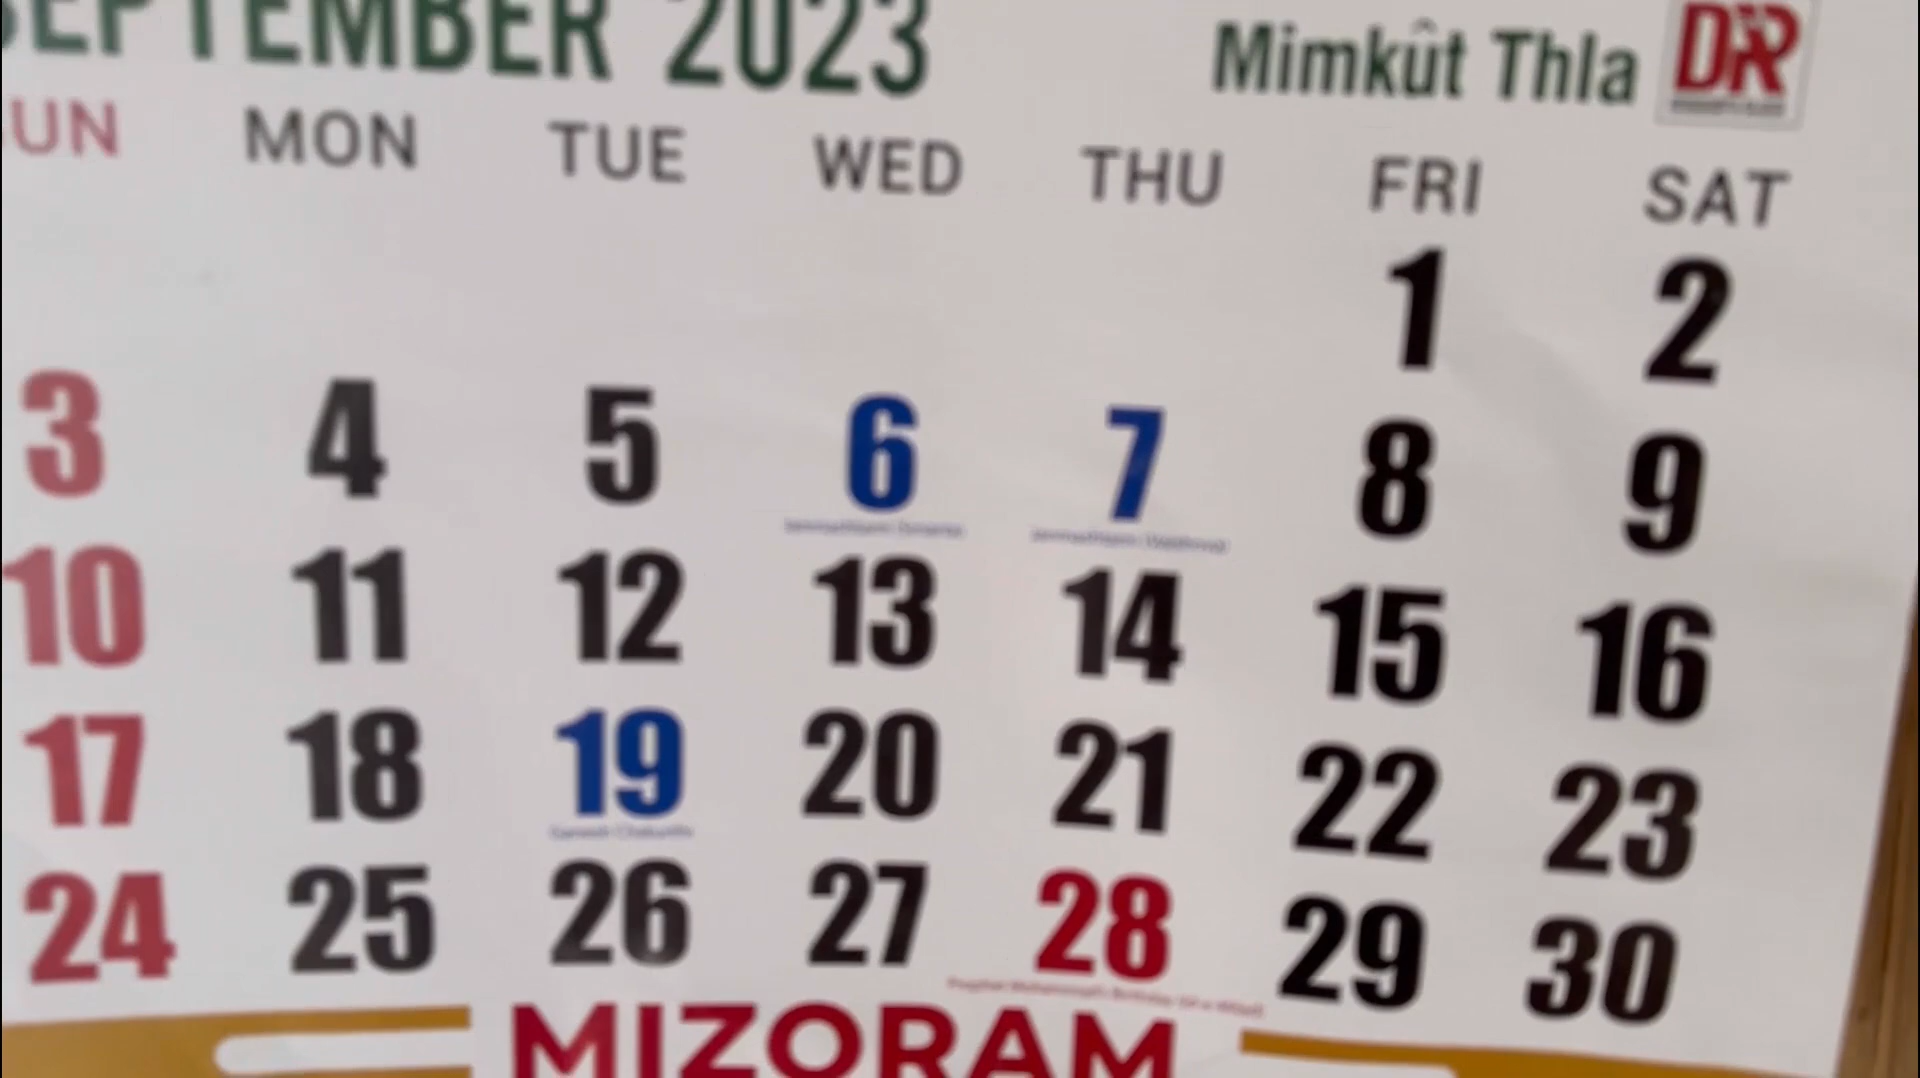 SEPTEMBER 2023 Mimkût Thla DR
SUN MON TUE WED THU FRI SAT
1 2
3 4 5 6 7 8 9
10 11 12 13 14 15 16
17 18 19 20 21 22 23
Ganesh Chaturthi
24 25 26 27 28 29 30
MIZORAM